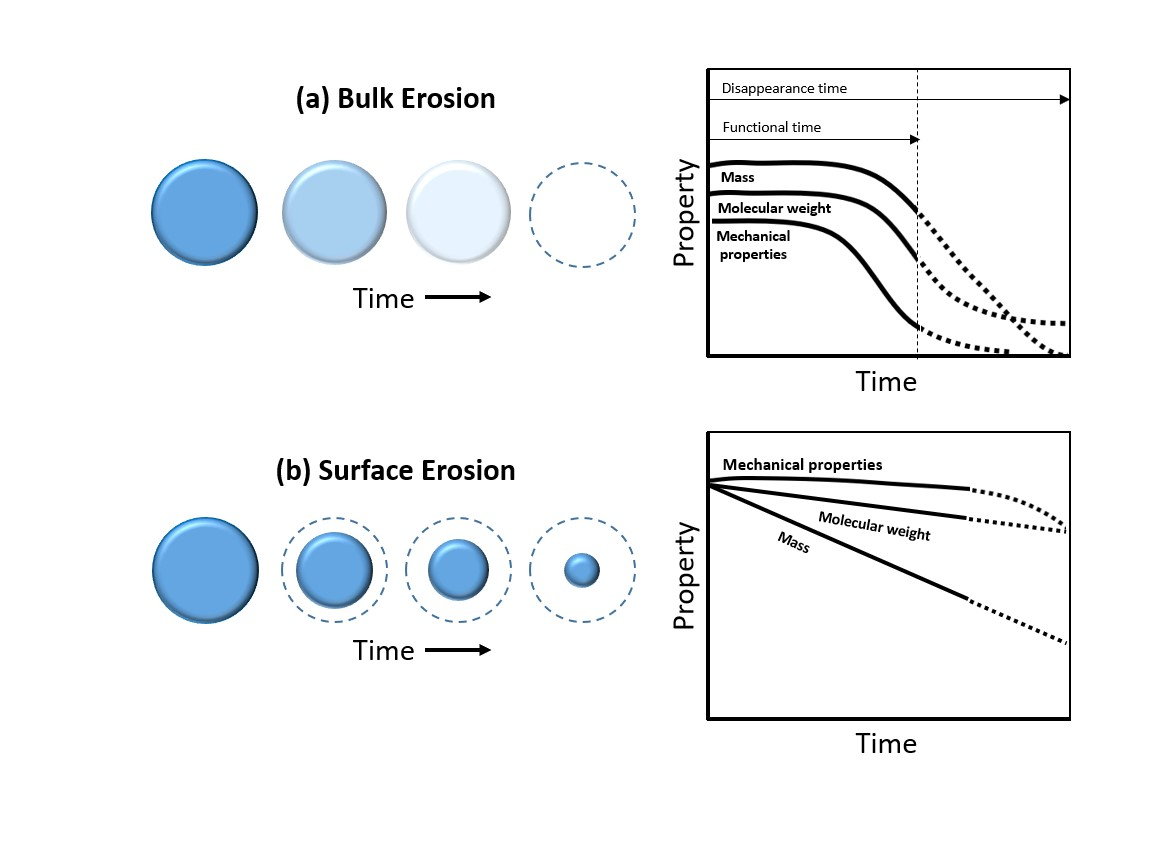 (a) Bulk Erosion
Time
Disappearance time
Functional time
Mass
Molecular weight
Mechanical
properties
Property
Time
(b) Surface Erosion
Time
Mechanical properties
Molecular weight
Mass
Property
Time